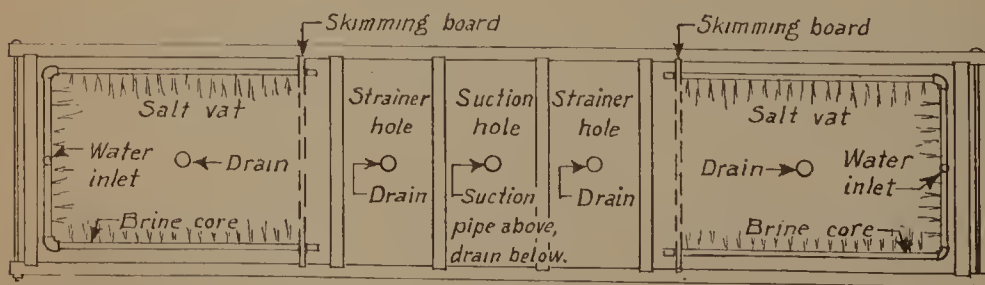 Skimming board
Skimming board
Salt vat
Strainer
hole
Suction
hole
Strainer
hole
Salt vat
Water
inlet
Drain
Drain
Suction
pipe above,
drain below.
Drain
Drain
Water
inlet
Brine core
Brine core